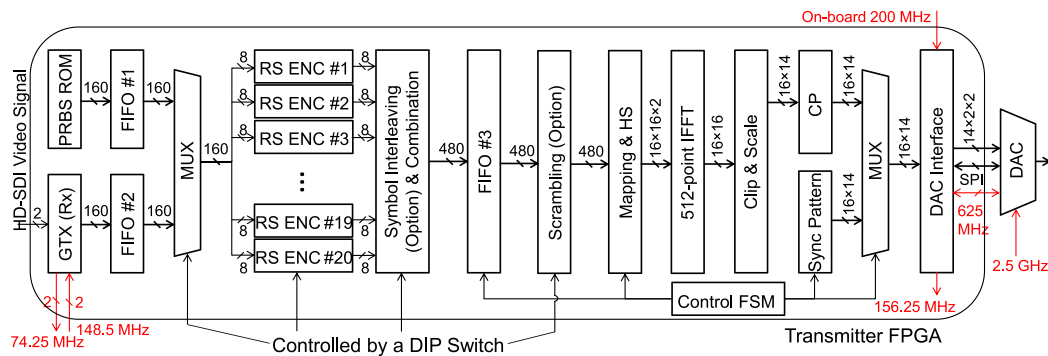 On-board 200 MHz
HD-SDI Video Signal
2
PRBS ROM
160
FIFO #1
160
GTX (Rx)
160
FIFO #2
160
2
2
74.25 MHz
148.5 MHz
MUX
160
8
RS ENC #1
8
8
RS ENC #2
8
8
RS ENC #3
8
...
8
RS ENC #19
8
8
RS ENC #20
8
Symbol Interleaving
(Option) & Combination
480
FIFO #3
480
Scrambling (Option)
480
Mapping & HS
16×16×2
512-point IFFT
16×16
Clip & Scale
16×14
CP
16×14
Sync Pattern
16×14
MUX
16×14
DAC Interface
14×2×2
SPI
625
MHz
DAC
2.5 GHz
156.25 MHz
Control FSM
Controlled by a DIP Switch
Transmitter FPGA